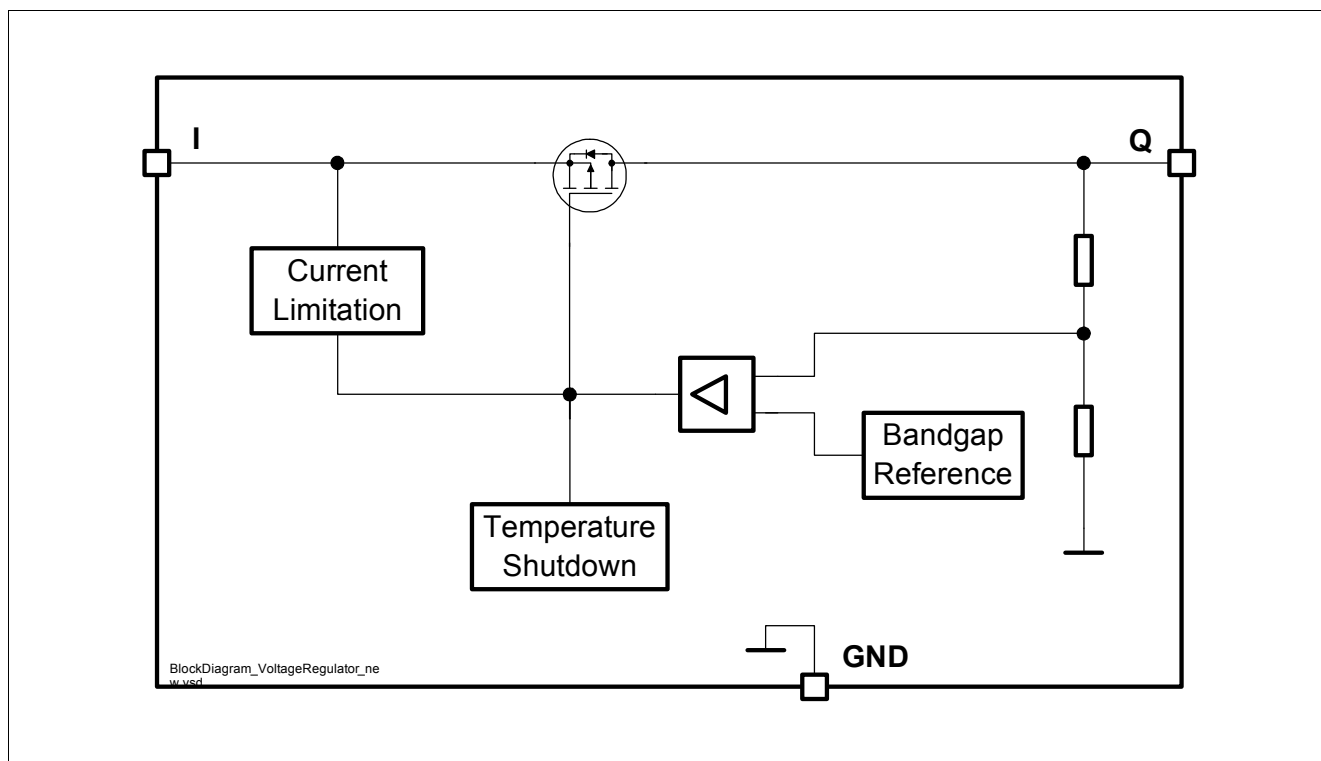 I
Q
Current
Limitation
Bandgap
Reference
Temperature
Shutdown
GND
BlockDiagram_VoltageRegulator_ne
w.vsd